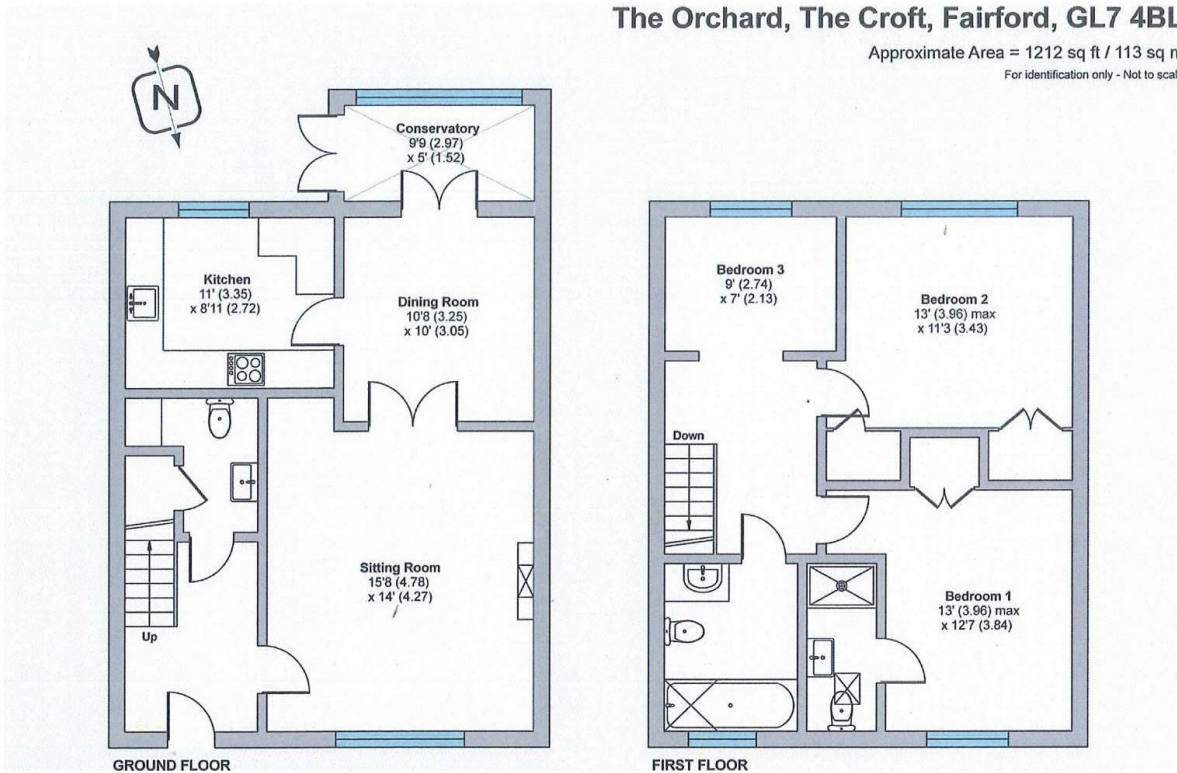 The Orchard, The Croft, Fairford, GL7 4BL
Approximate Area = 1212 sq ft / 113 sq m
For identification only - Not to scal
N
Conservatory
9'9 (2.97)
x 5' (1.52)
Kitchen
11' (3.35)
x 8'11 (2.72)
Dining Room
10'8 (3.25)
x 10' (3.05)
Sitting Room
15'8 (4.78)
x 14' (4.27)
Up
GROUND FLOOR
Bedroom 3
9' (2.74)
x 7' (2.13)
Bedroom 2
13' (3.96) max
x 11'3 (3.43)
Down
Bedroom 1
13' (3.96) max
x 12'7 (3.84)
FIRST FLOOR